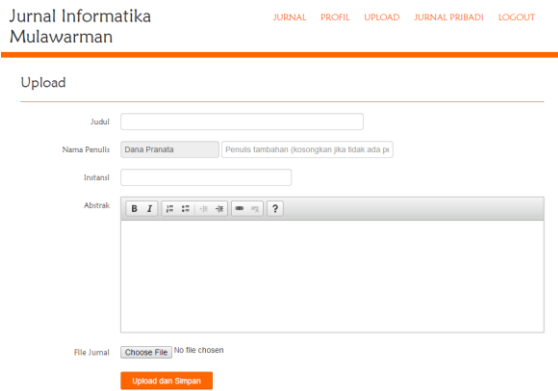 Jurnal Informatika
Mulawarman
JURNAL PROFIL UPLOAD JURNAL PRIBADI LOGOUT
Upload
Judul
Nama Penulis Dana Pranata Penulis tambahan (kosongkan jika tidak ada pe
Instansi
Abstrak B I ?
File Jurnal Choose File No file chosen
Upload dan Simpan